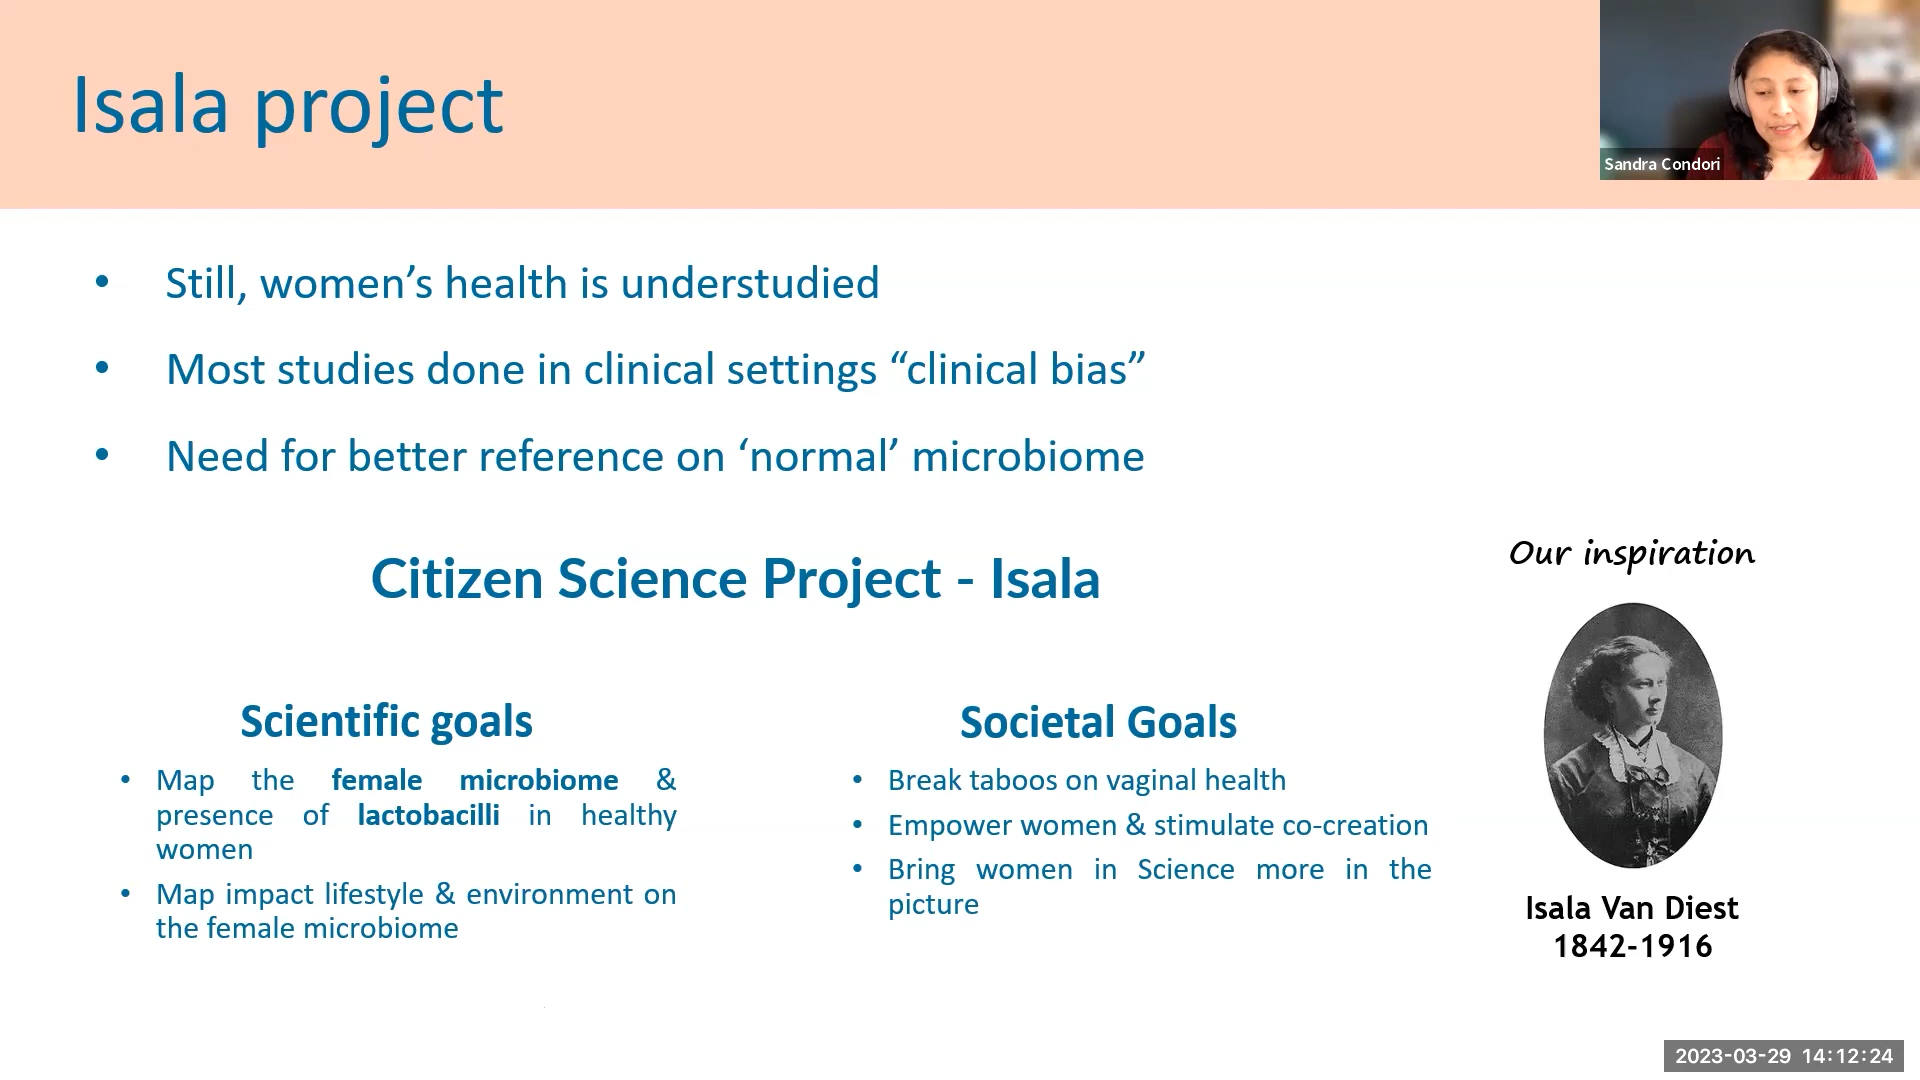 Isala project
Sandra Condori
• Still, women’s health is understudied
• Most studies done in clinical settings “clinical bias”
• Need for better reference on ‘normal’ microbiome
Citizen Science Project - Isala
Scientific goals
• Map the female microbiome &
presence of lactobacilli in healthy
women
• Map impact lifestyle & environment on
the female microbiome
Societal Goals
• Break taboos on vaginal health
• Empower women & stimulate co-creation
• Bring women in Science more in the
picture
Our inspiration
Isala Van Diest
1842-1916
2023-03-29 14:12:24